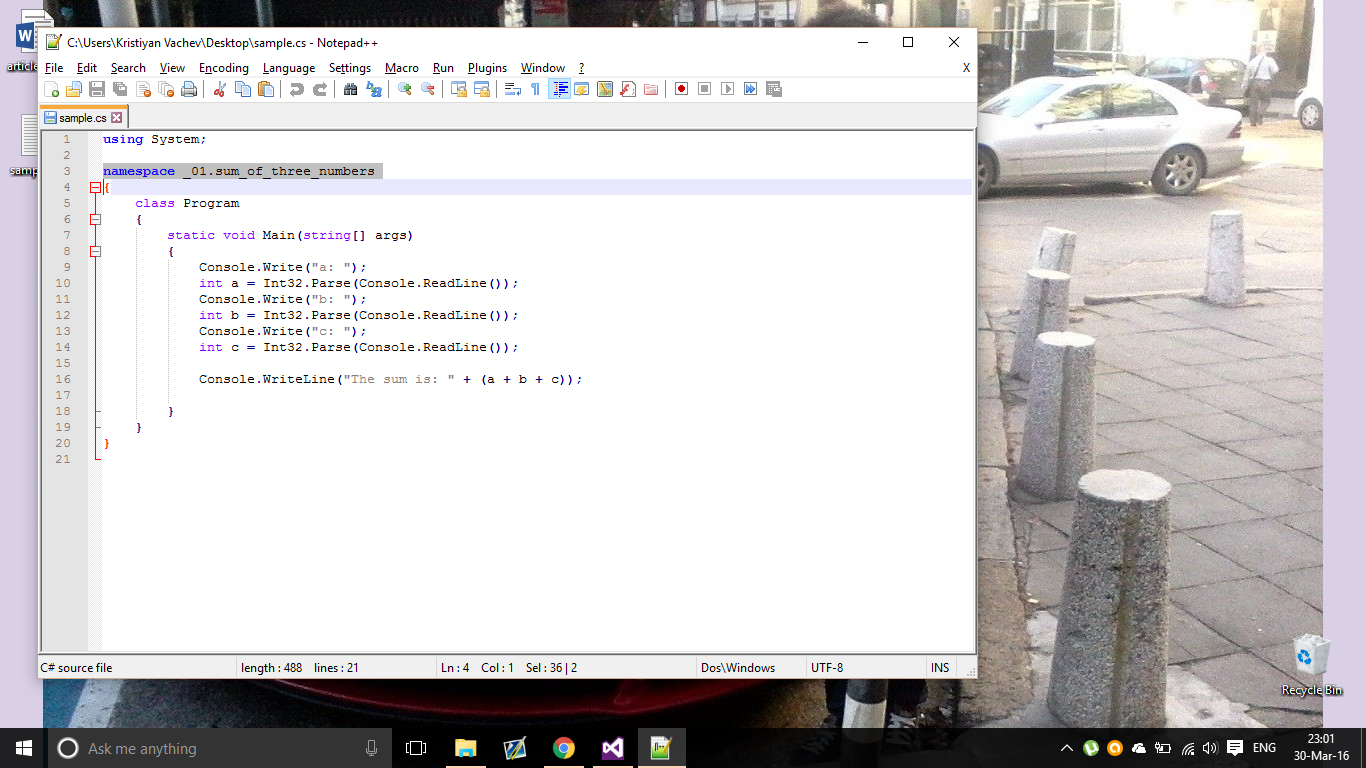 C:\Users\Kristiyan Vachev\Desktop\sample.cs - Notepad++
File Edit Search View Encoding Language Settings Macro Run Plugins Window ? X
sample.cs
1 using System;
2
3 namespace _01.sum_of_three_numbers
4 {
5 class Program
6 {
7 static void Main(string[] args)
8 {
9 Console.Write("a: ");
10 int a = Int32.Parse(Console.ReadLine());
11 Console.Write("b: ");
12 int b = Int32.Parse(Console.ReadLine());
13 Console.Write("c: ");
14 int c = Int32.Parse(Console.ReadLine());
15
16 Console.WriteLine("The sum is: " + (a + b + c));
17
18 }
19 }
20 }
21
C# source file length : 488 lines : 21 Ln : 4 Col : 1 Sel : 36 | 2 Dos\Windows UTF-8 INS
Recycle Bin
Ask me anything
ENG
23:01
30-Mar-16